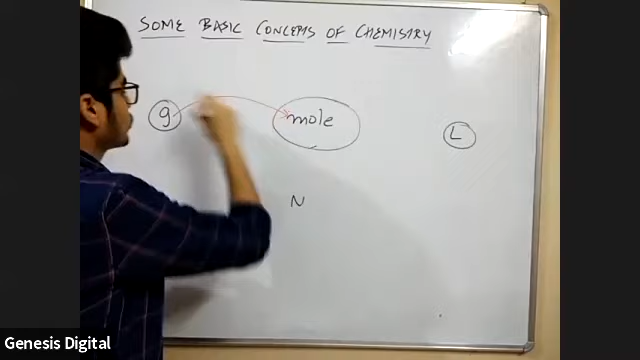 SOME BASIC CONCEPTS OF CHEMISTRY
g mole L
N
Genesis Digital